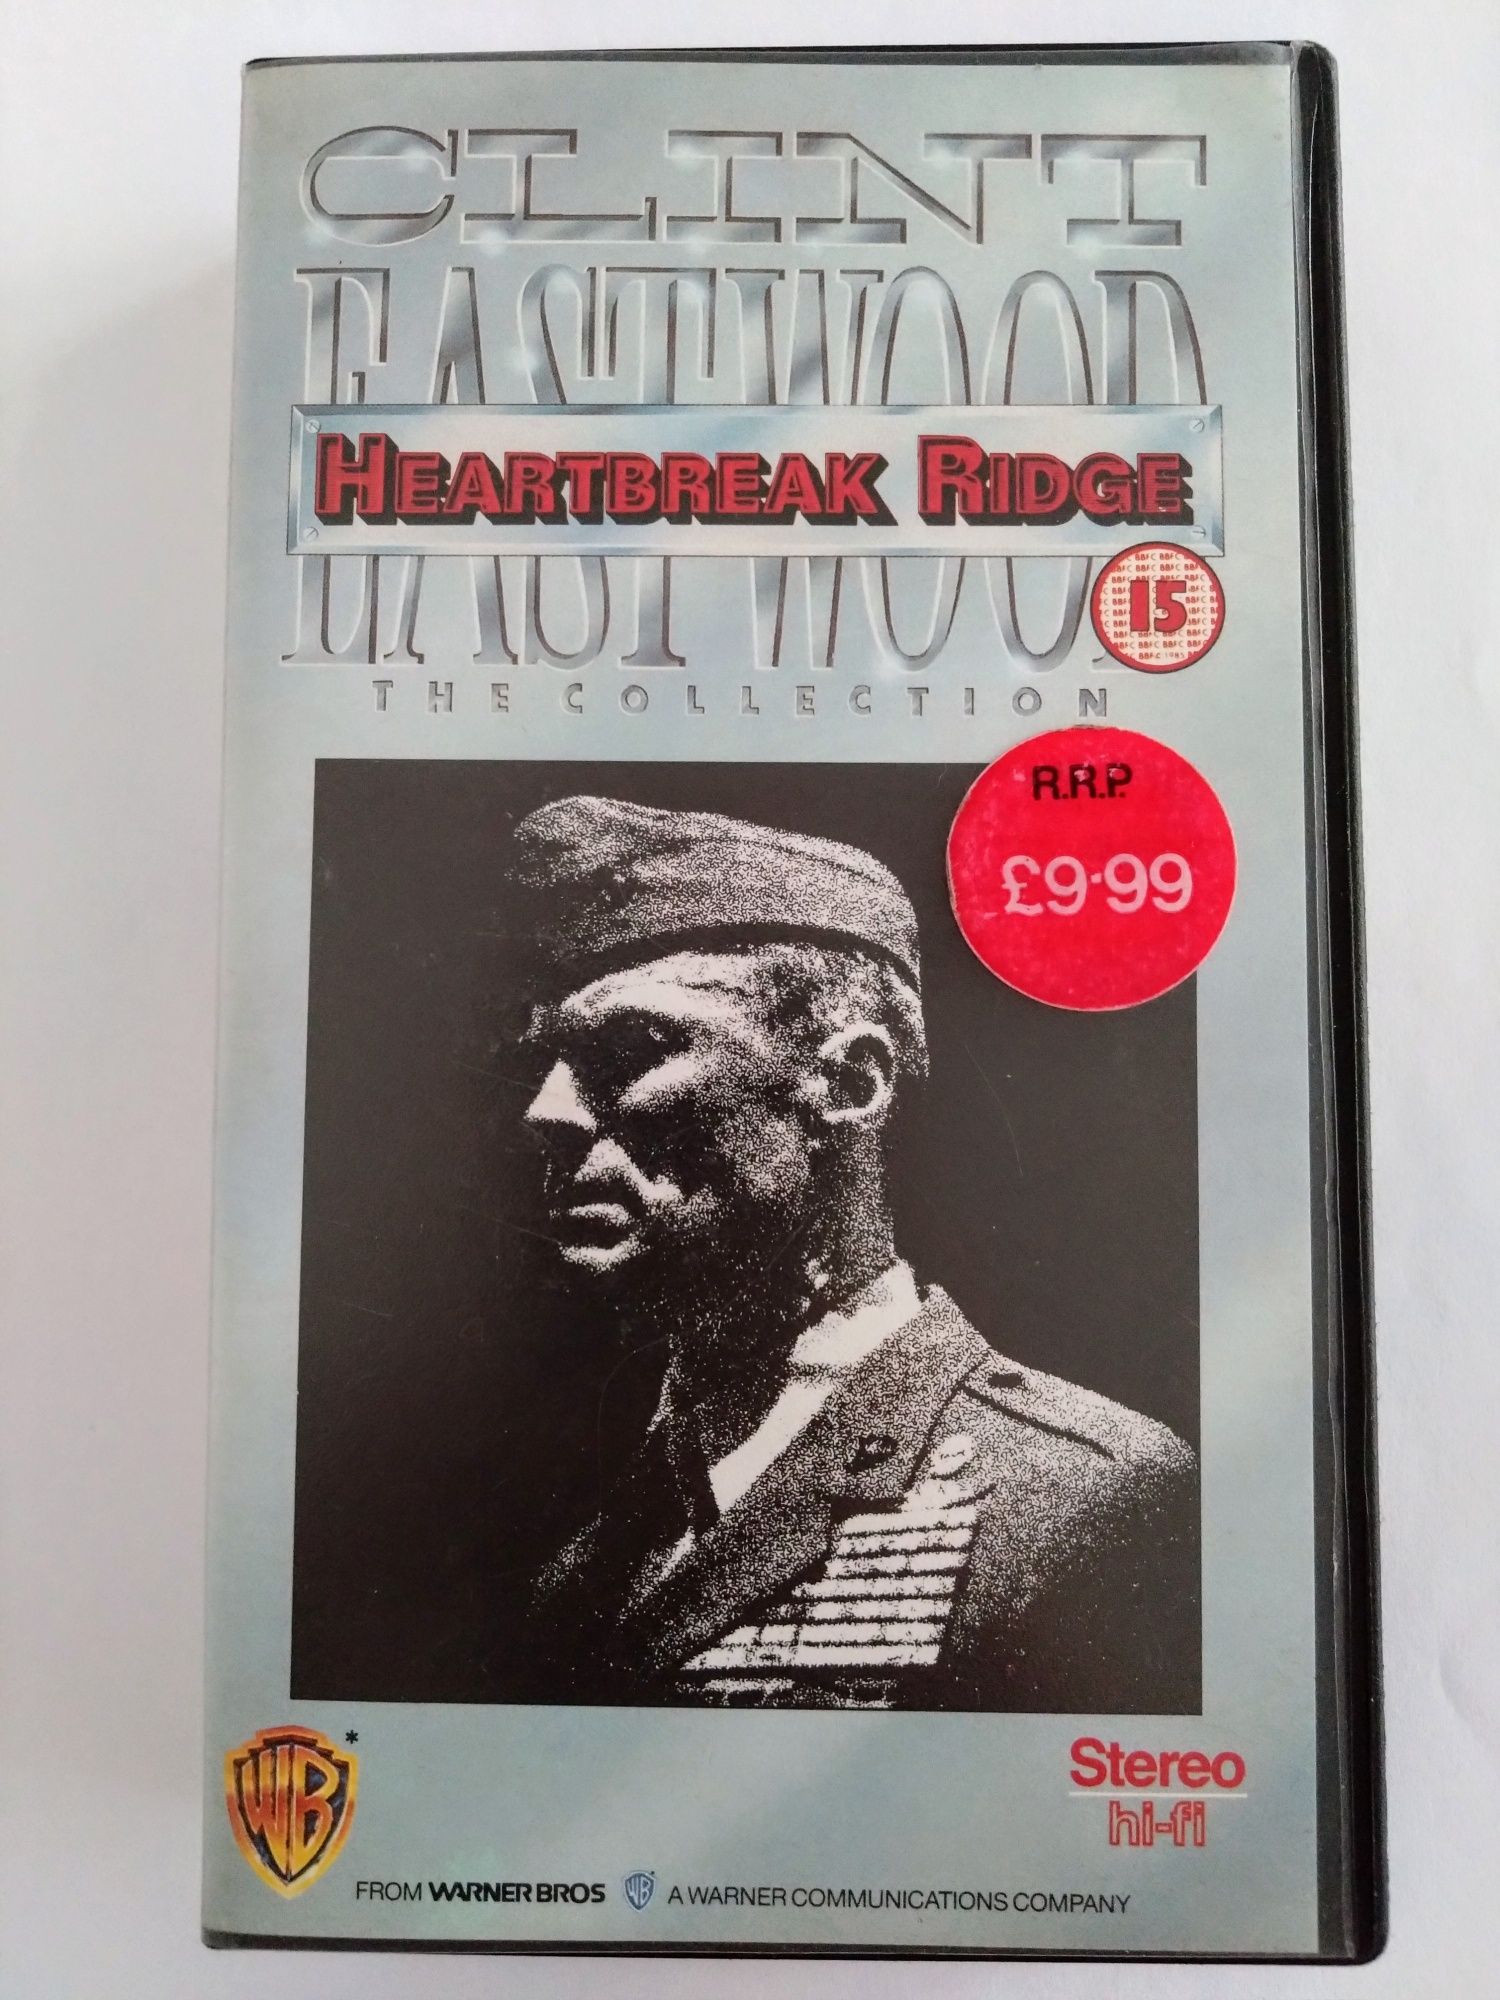 CLINT
EASTWOOD
HEARTBREAK RIDGE
15
THE COLLECTION
R.R.P.
£9.99
WB*
Stereo
hi-fi
FROM WARNER BROS WB A WARNER COMMUNICATIONS COMPANY